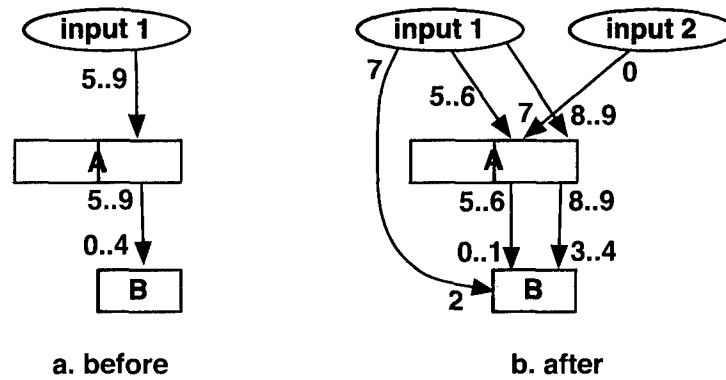 input 1
input 1
input 2
5..9
7
5..6
7
8..9
0
A
A
5..9
5..6
8..9
0..4
0..1
3..4
B
2
B
a. before
b. after